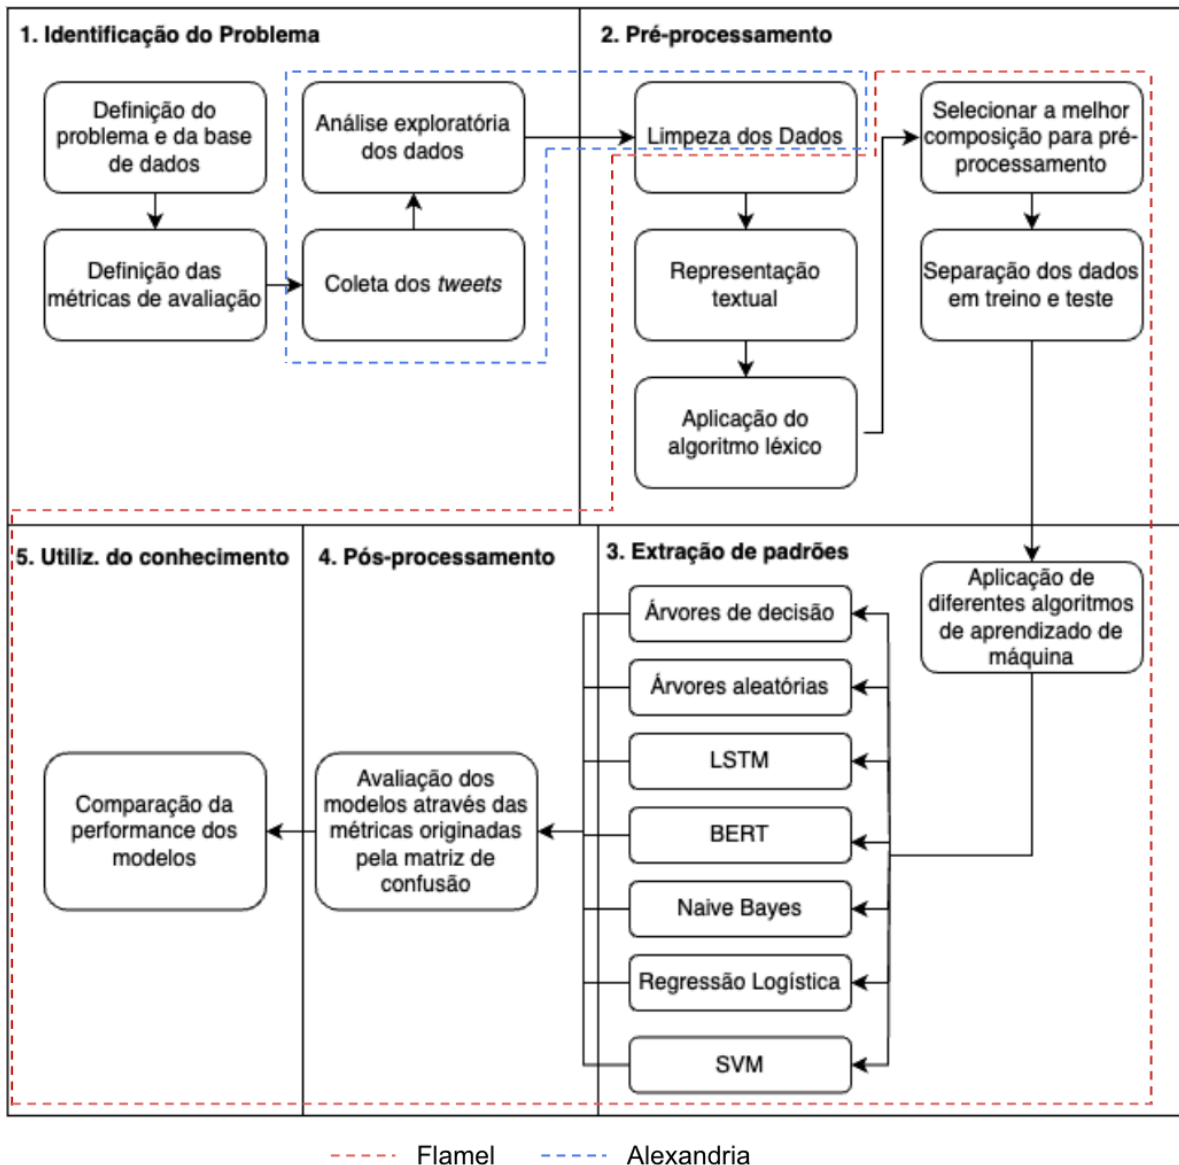 1. Identificação do Problema
Definição do
problema e da base
de dados
Definição das
métricas de avaliação
Análise exploratória
dos dados
Coleta dos tweets
2. Pré-processamento
Limpeza dos Dados
Representação
textual
Aplicação do
algoritmo léxico
Selecionar a melhor
composição para pré-
processamento
Separação dos dados
em treino e teste
3. Extração de padrões
Aplicação de
diferentes algoritmos
de aprendizado de
máquina
Árvores de decisão
Árvores aleatórias
LSTM
BERT
Naive Bayes
Regressão Logística
SVM
4. Pós-processamento
Avaliação dos
modelos através das
métricas originadas
pela matriz de
confusão
5. Utiliz. do conhecimento
Comparação da
performance dos
modelos
Flamel
Alexandria